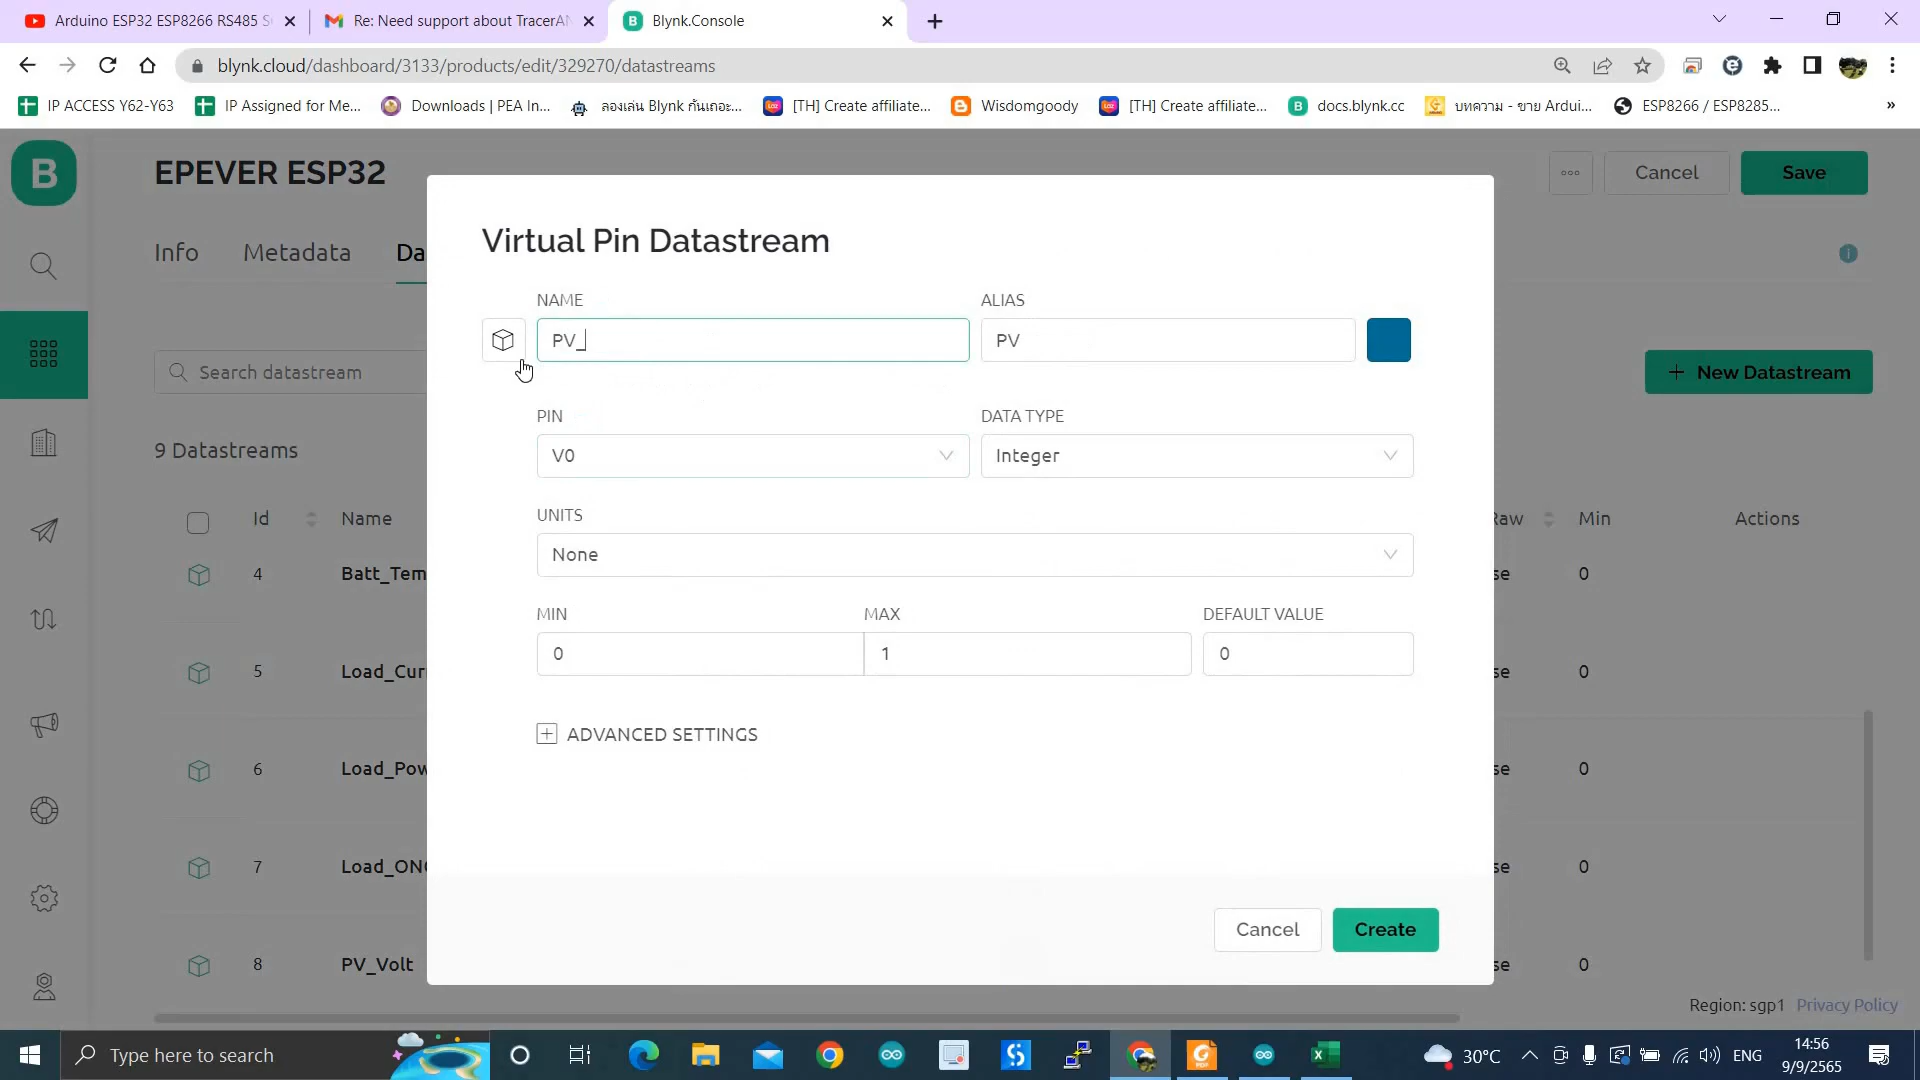 Arduino ESP32 ESP8266 RS485 S
Re: Need support about TracerAN
Blynk.Console
blynk.cloud/dashboard/3133/products/edit/329270/datastreams
IP ACCESS Y62-Y63
IP Assigned for Me...
Downloads | PEA In...
ลองเล่น Blynk กันเถอะ...
[TH] Create affiliate...
Wisdomgoody
[TH] Create affiliate...
docs.blynk.cc
บทความ - ขาย Ardui...
ESP8266 / ESP8285...
»
B
EPEVER ESP32
Cancel
Save
Info
Metadata
Da
Virtual Pin Datastream
NAME
ALIAS
PV_
PV
Search datastream
+ New Datastream
PIN
DATA TYPE
V0
Integer
9 Datastreams
UNITS
None
Id
Name
Raw
Min
Actions
4
Batt_Tem
se
0
MIN
MAX
DEFAULT VALUE
0
1
0
5
Load_Cur
se
0
ADVANCED SETTINGS
6
Load_Pow
se
0
7
Load_ONO
se
0
Cancel
Create
8
PV_Volt
se
0
Region: sgp1
Privacy Policy
Type here to search
30°C
ENG
14:56
9/9/2565